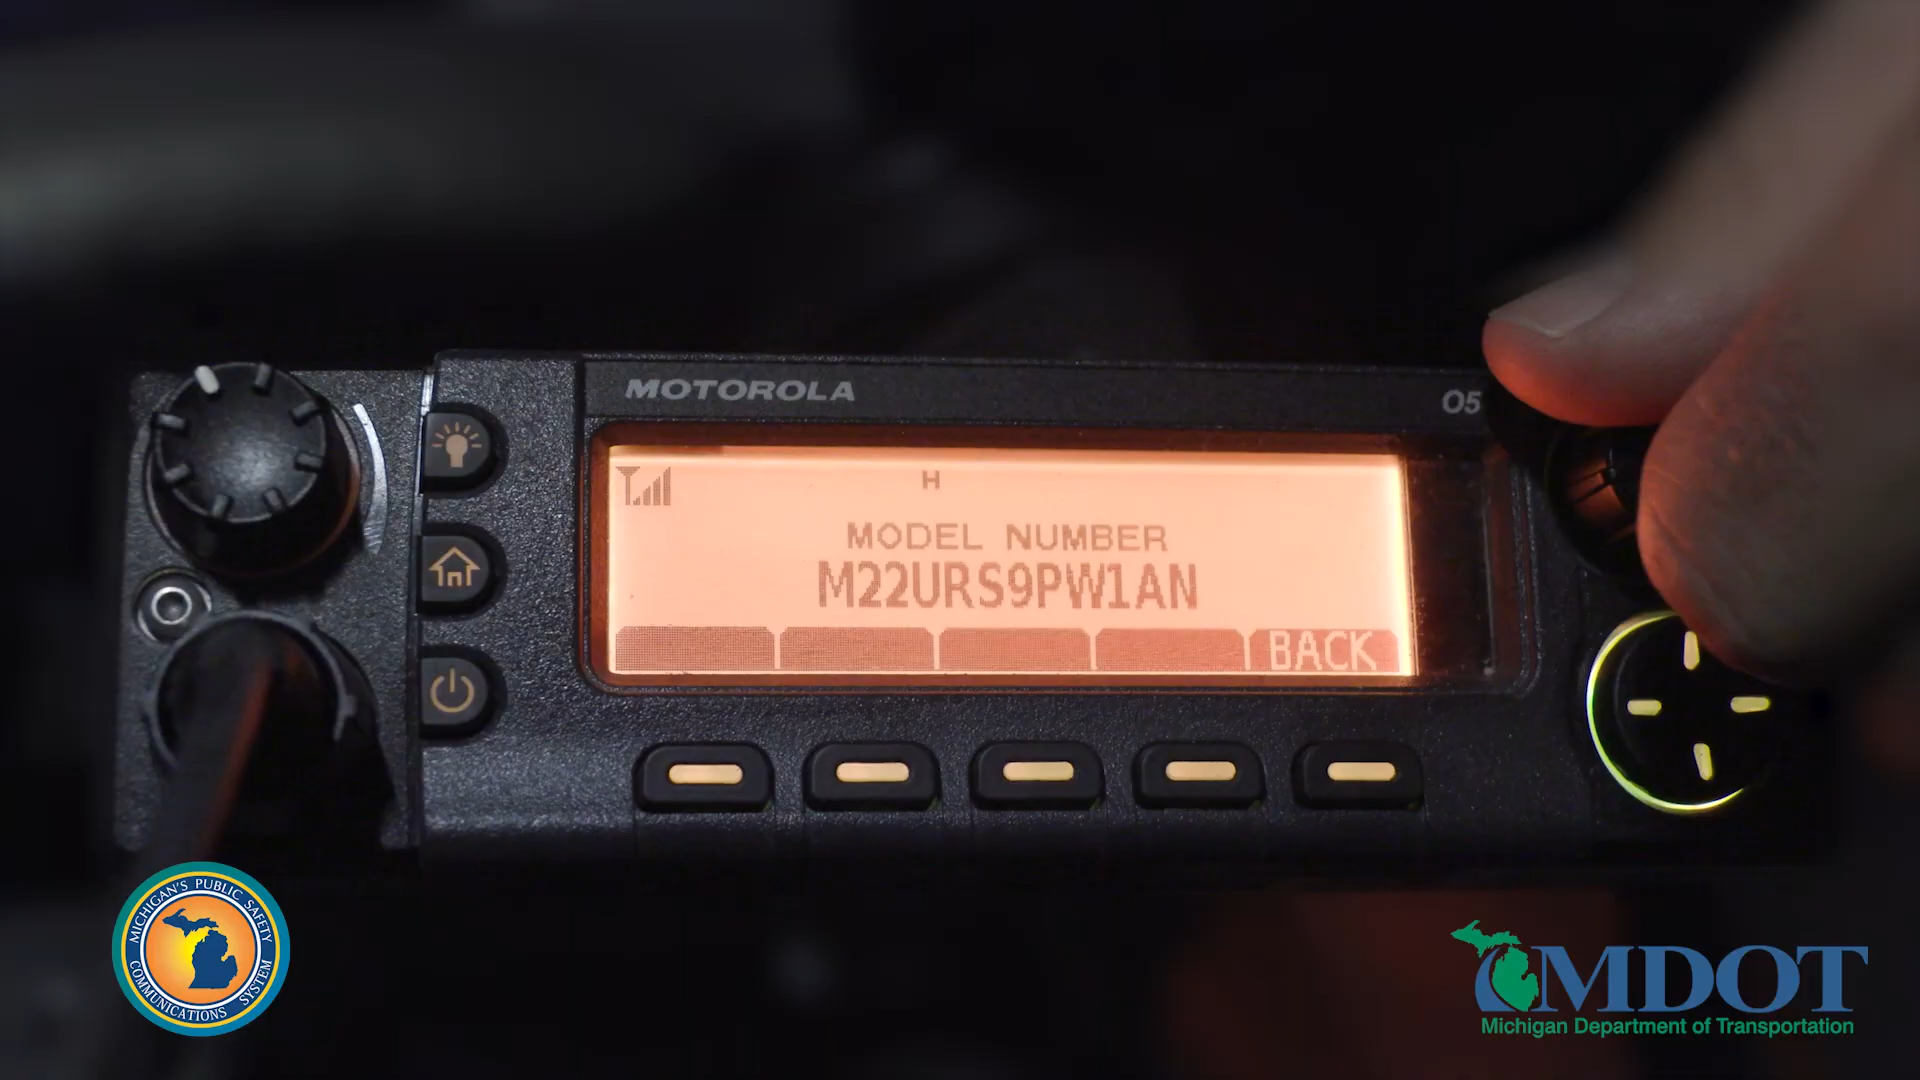 MOTOROLA
O5
H
MODEL NUMBER
M22URS9PW1AN
BACK
MICHIGAN'S PUBLIC SAFETY
COMMUNICATIONS SYSTEM
MDOT
Michigan Department of Transportation